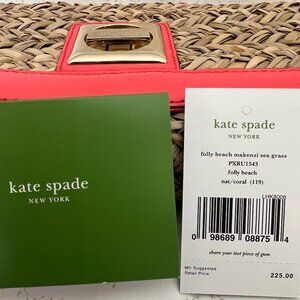 kate spade
NEW YORK
kate spade
NEW YORK
folly beach makenzi sea grass
PXRU1543
folly beach
nat/coral (119)
LHK8008
0 98689 08875 4
share your last piece of gum
Mfr. Suggested
Retail Price
225.00